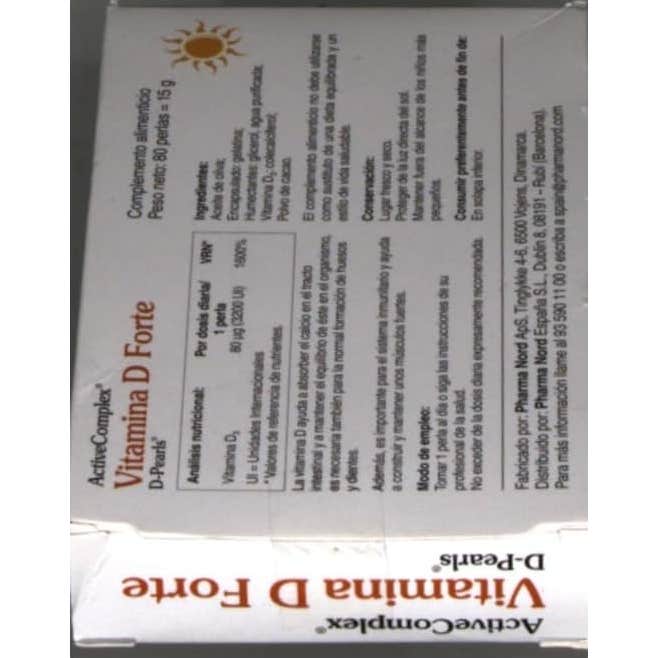 ActiveComplex®
Vitamina D Forte
D-Pearls®
Complemento alimenticio
Peso neto: 80 perlas = 15 g
Análisis nutricional:
Por dosis diaria/
1 perla
VRN*
Vitamina D3
80 µg (3200 UI)
1600%
UI = Unidades Internacionales
* Valores de referencia de nutrientes.
La vitamina D ayuda a absorber el calcio en el tracto
intestinal y a mantener el equilibrio de éste en el organismo,
es necesaria también para la normal formación de huesos
y dientes.
Además, es importante para el sistema inmunitario y ayuda
a construir y mantener unos músculos fuertes.
Modo de empleo:
Tomar 1 perla al día o siga las instrucciones de su
profesional de la salud.
No exceder de la dosis diaria expresamente recomendada.
Ingredientes:
Aceite de oliva;
Encapsulado: gelatina;
Humectantes: glicerol, agua purificada;
Vitamina D3: colecalciferol;
Polvo de cacao.
El complemento alimenticio no debe utilizarse
como sustituto de una dieta equilibrada y un
estilo de vida saludable.
Conservación:
Lugar fresco y seco.
Proteger de la luz directa del sol.
Mantener fuera del alcance de los niños más
pequeños.
Consumir preferentemente antes de fin de:
En solapa inferior.
Fabricado por: Pharma Nord ApS, Tinglykke 4-6, 6500 Vojens, Dinamarca.
Distribuido por: Pharma Nord España S.L., Dublín 8, 08191 - Rubí (Barcelona).
Para más información llame al 93 590 11 00 o escriba a spain@pharmanord.com
ActiveComplex®
Vitamina D Forte
D-Pearls®